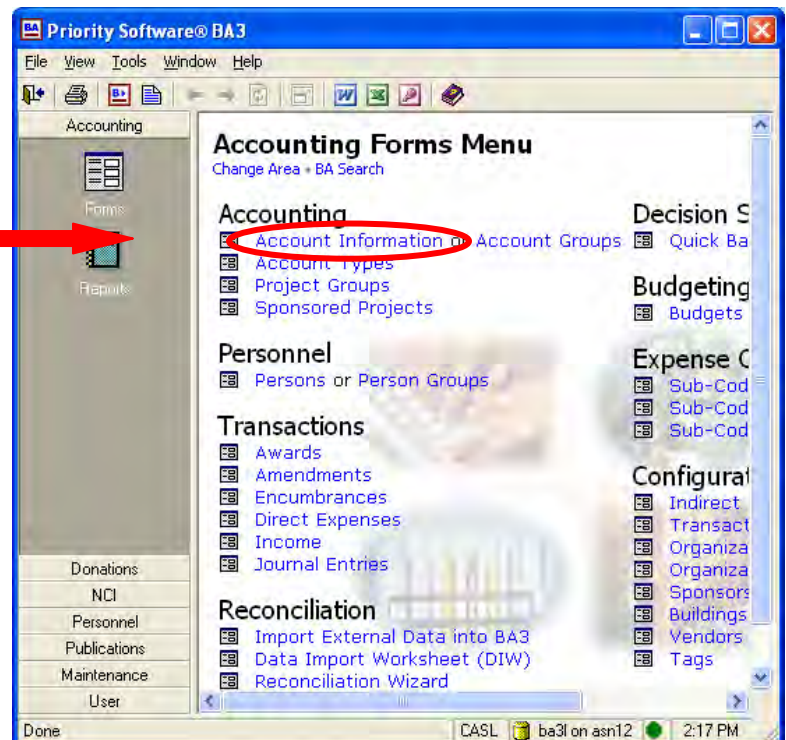 Priority Software® BA3
File View Tools Window Help
Accounting
Forms
Reports
Donations
NCI
Personnel
Publications
Maintenance
User
Accounting Forms Menu
Change Area • BA Search
Accounting
Account Information or Account Groups
Account Types
Project Groups
Sponsored Projects
Personnel
Persons or Person Groups
Transactions
Awards
Amendments
Encumbrances
Direct Expenses
Income
Journal Entries
Reconciliation
Import External Data into BA3
Data Import Worksheet (DIW)
Reconciliation Wizard
Decision S
Quick Ba
Budgeting
Budgets
Expense C
Sub-Cod
Sub-Cod
Sub-Cod
Configurat
Indirect
Transact
Organiza
Organiza
Sponsors
Buildings
Vendors
Tags
Done CASL ba3l on asn12 2:17 PM